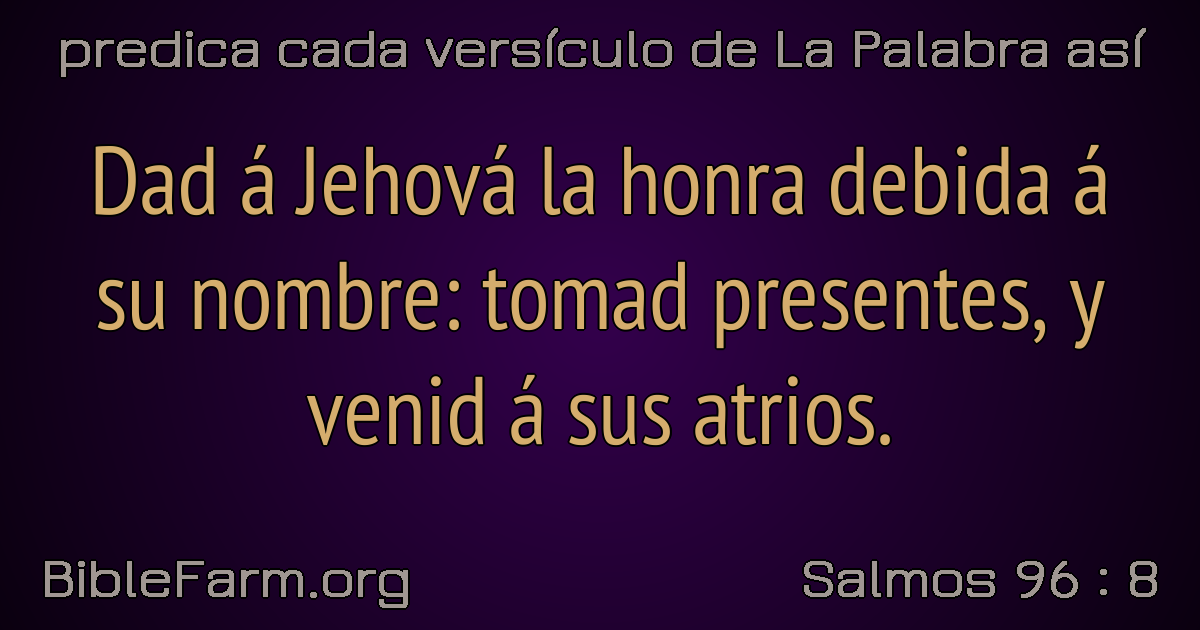 predica cada versículo de La Palabra así
Dad á Jehová la honra debida á
su nombre: tomad presentes, y
venid á sus atrios.
BibleFarm.org
Salmos 96 : 8